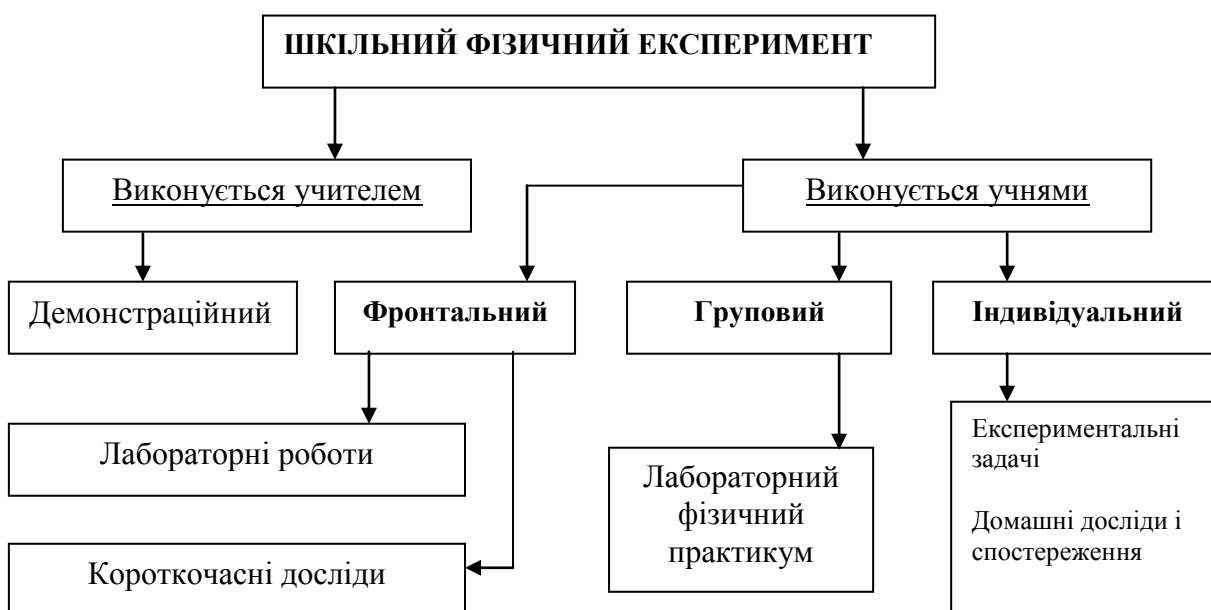 ШКІЛЬНИЙ ФІЗИЧНИЙ ЕКСПЕРИМЕНТ
Виконується учителем
Виконується учнями
Демонстраційний
Фронтальний
Груповий
Індивідуальний
Лабораторні роботи
Короткочасні досліди
Лабораторний
фізичний
практикум
Експериментальні
задачі
Домашні досліди і
спостереження